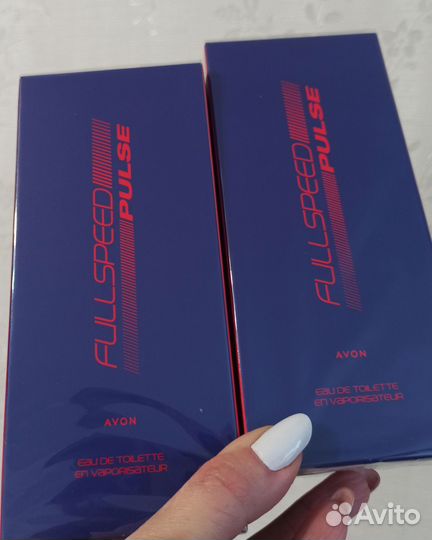 FULLSPEED
PULSE
AVON
EAU DE TOILETTE
EN VAPORISATEUR
FULLSPEED
PULSE
AVON
EAU DE TOILETTE
EN VAPORISATEUR
Avito